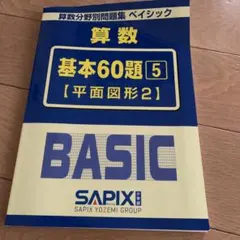 算数分野別問題集 ベイシック
算数
基本60題 5
【平面図形2】
BASIC
SAPIX
SAPIX YOZEMI GROUP